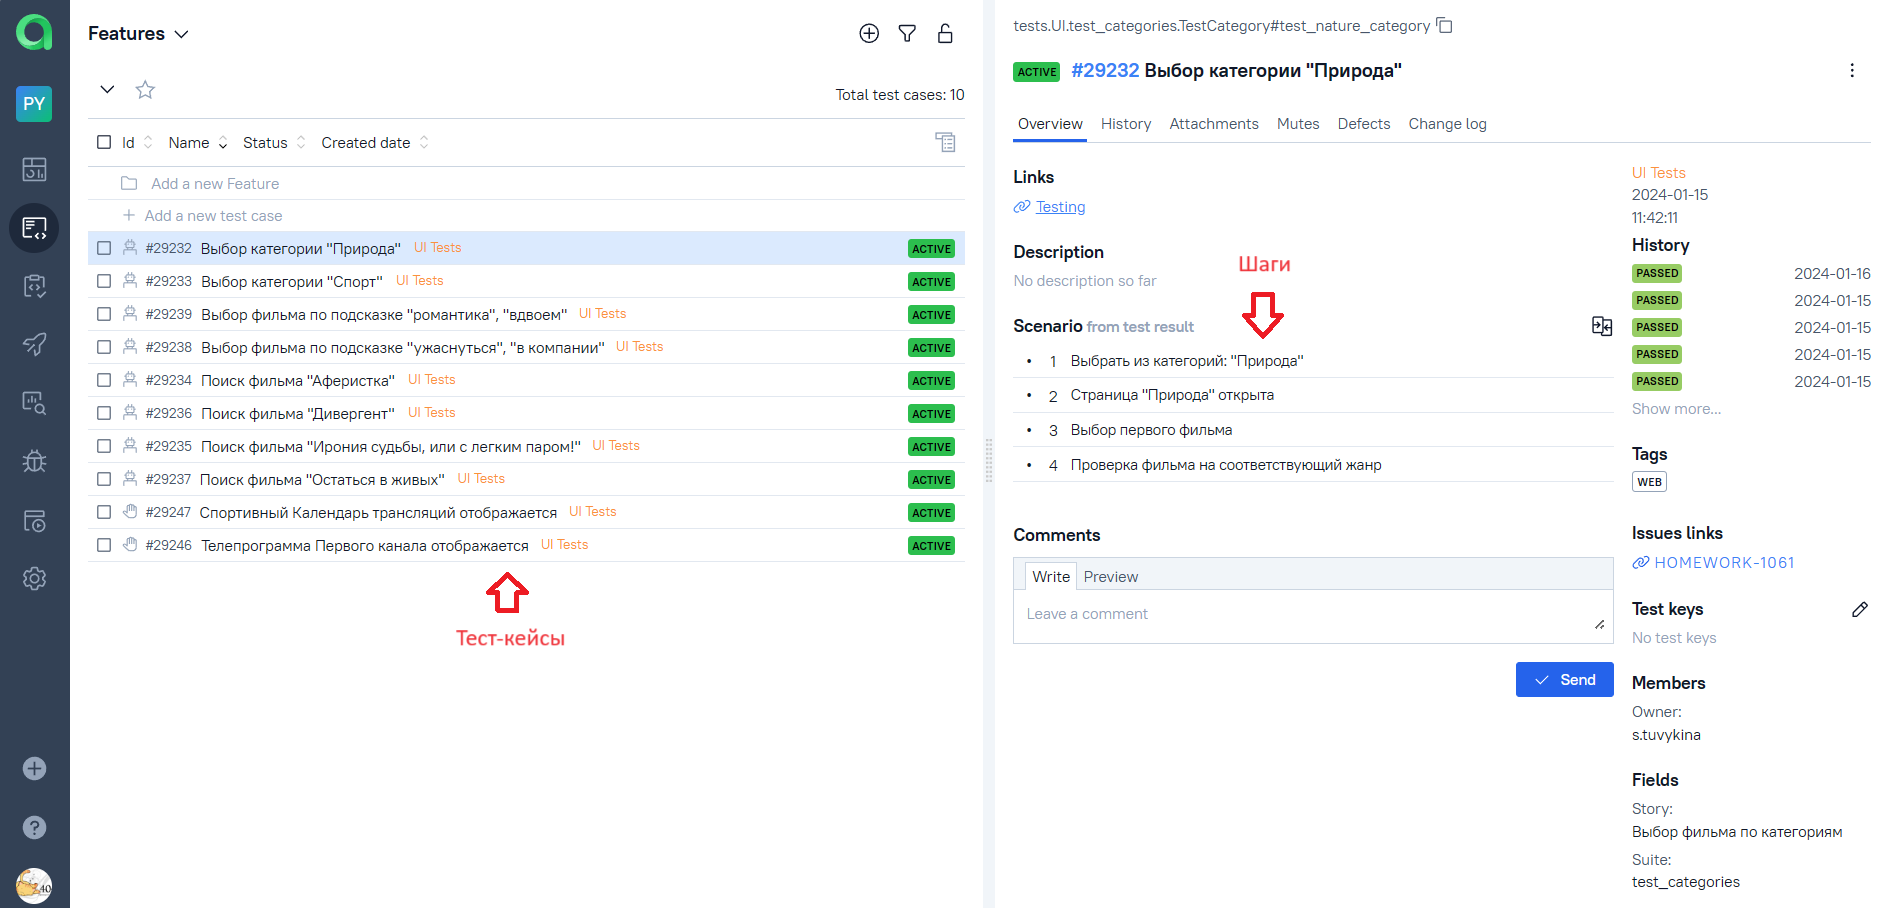 PY
Features
Total test cases: 10
Id Name Status Created date
Add a new Feature
Add a new test case
#29232 Выбор категории "Природа" UI Tests ACTIVE
#29233 Выбор категории "Спорт" UI Tests ACTIVE
#29239 Выбор фильма по подсказке "романтика", "вдвоем" UI Tests ACTIVE
#29238 Выбор фильма по подсказке "ужаснуться", "в компании" UI Tests ACTIVE
#29234 Поиск фильма "Аферистка" UI Tests ACTIVE
#29236 Поиск фильма "Дивергент" UI Tests ACTIVE
#29235 Поиск фильма "Ирония судьбы, или с легким паром!" UI Tests ACTIVE
#29237 Поиск фильма "Остаться в живых" UI Tests ACTIVE
#29247 Спортивный Календарь трансляций отображается UI Tests ACTIVE
#29246 Телепрограмма Первого канала отображается UI Tests ACTIVE
Тест-кейсы
tests.UI.test_categories.TestCategory#test_nature_category
ACTIVE #29232 Выбор категории "Природа"
Overview History Attachments Mutes Defects Change log
Links
Testing
Description
No description so far
Шаги
Scenario from test result
• 1 Выбрать из категорий: "Природа"
• 2 Страница "Природа" открыта
• 3 Выбор первого фильма
• 4 Проверка фильма на соответствующий жанр
Comments
Write Preview
Leave a comment
Send
UI Tests
2024-01-15
11:42:11
History
PASSED 2024-01-16
PASSED 2024-01-15
PASSED 2024-01-15
PASSED 2024-01-15
PASSED 2024-01-15
Show more...
Tags
WEB
Issues links
HOMEWORK-1061
Test keys
No test keys
Members
Owner:
s.tuvykina
Fields
Story:
Выбор фильма по категориям
Suite:
test_categories
40